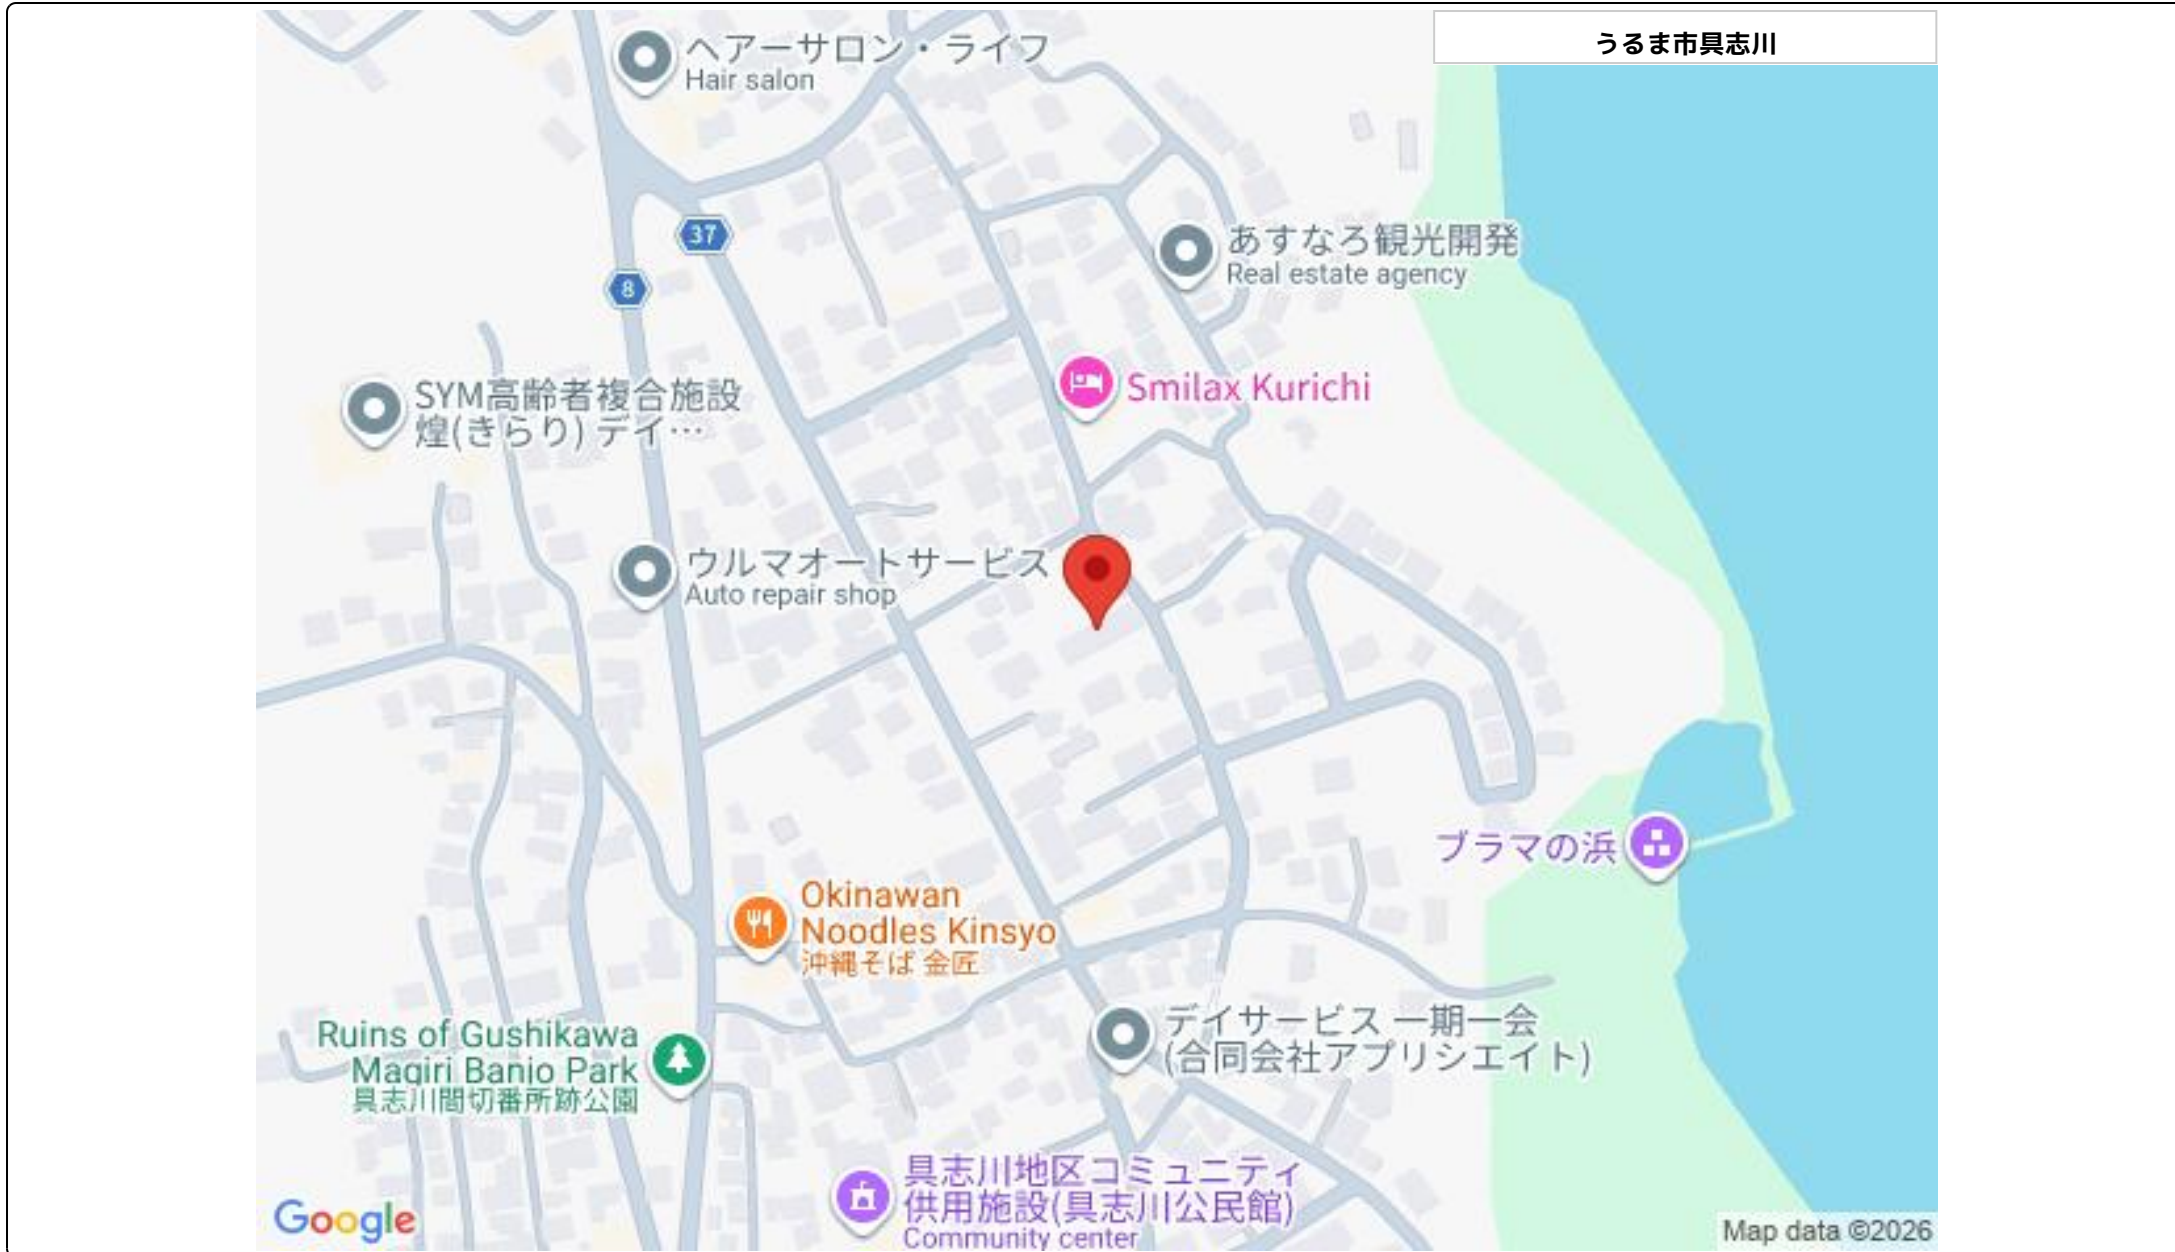 うるま市具志川
ヘアーサロン・ライフ
Hair salon
37
8
あすなろ観光開発
Real estate agency
Smilax Kurichi
SYM高齢者複合施設
煌(きらり) デイ…
ウルマオートサービス
Auto repair shop
ブラマの浜
Okinawan
Noodles Kinsyo
沖縄そば 金匠
Ruins of Gushikawa
Magiri Banjo Park
具志川間切番所跡公園
デイサービス 一期一会
(合同会社アプリシエイト)
具志川地区コミュニティ
供用施設(具志川公民館)
Community center
Google
Map data ©2026